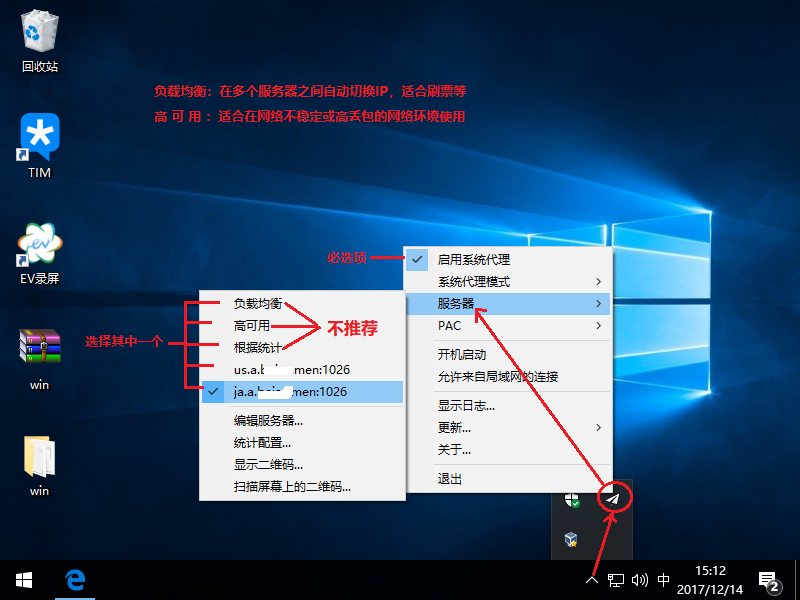 回收站
TIM
EV录屏
win
win
负载均衡：在多个服务器之间自动切换IP，适合刷票等
高 可 用 ：适合在网络不稳定或高丢包的网络环境使用
必选项
启用系统代理
系统代理模式
服务器
PAC
开机启动
允许来自局域网的连接
显示日志...
更新...
关于...
退出
选择其中一个
不推荐
负载均衡
高可用
根据统计
us.a. men:1026
ja.a. men:1026
编辑服务器...
统计配置...
显示二维码...
扫描屏幕上的二维码...
中
15:12
2017/12/14
2